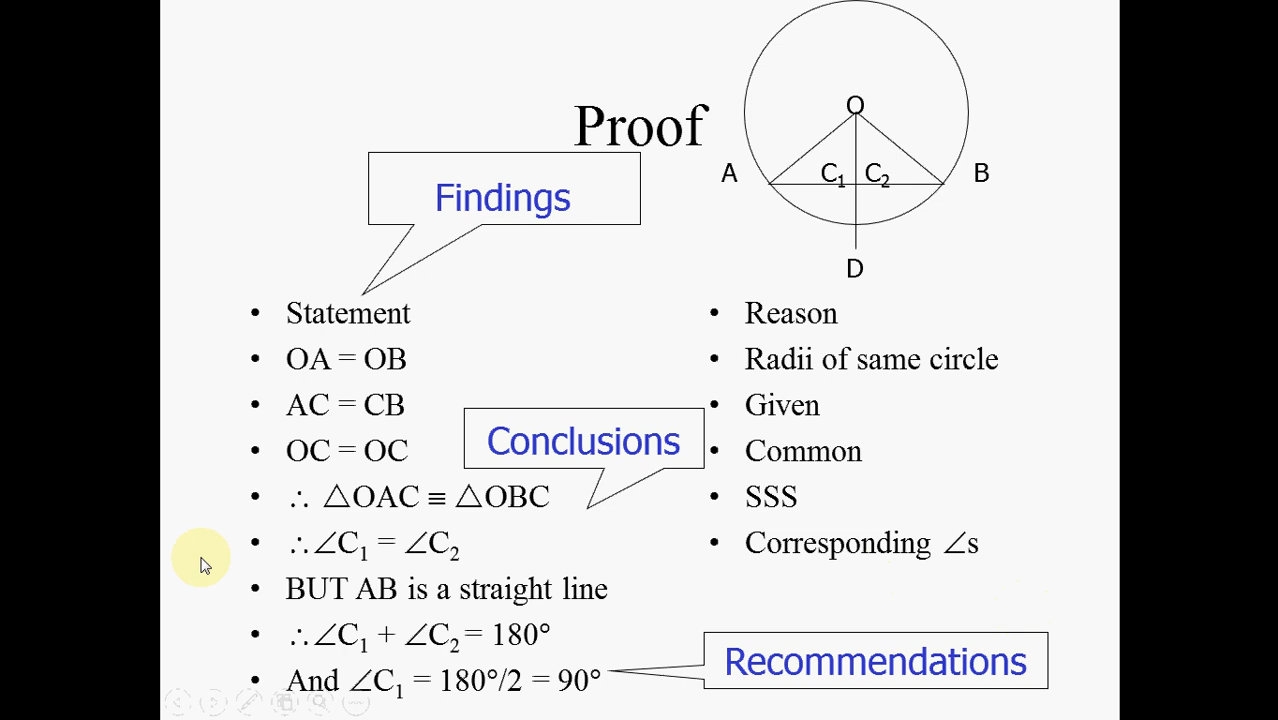 O
Proof
A
C₁
C₂
B
Findings
D
• Statement
• OA = OB
• AC = CB
• OC = OC
• ∴ △OAC ≡ △OBC
• ∴∠C₁ = ∠C₂
• BUT AB is a straight line
• ∴∠C₁ + ∠C₂ = 180°
• And ∠C₁ = 180°/2 = 90°
Conclusions
• Reason
• Radii of same circle
• Given
• Common
• SSS
• Corresponding ∠s
Recommendations